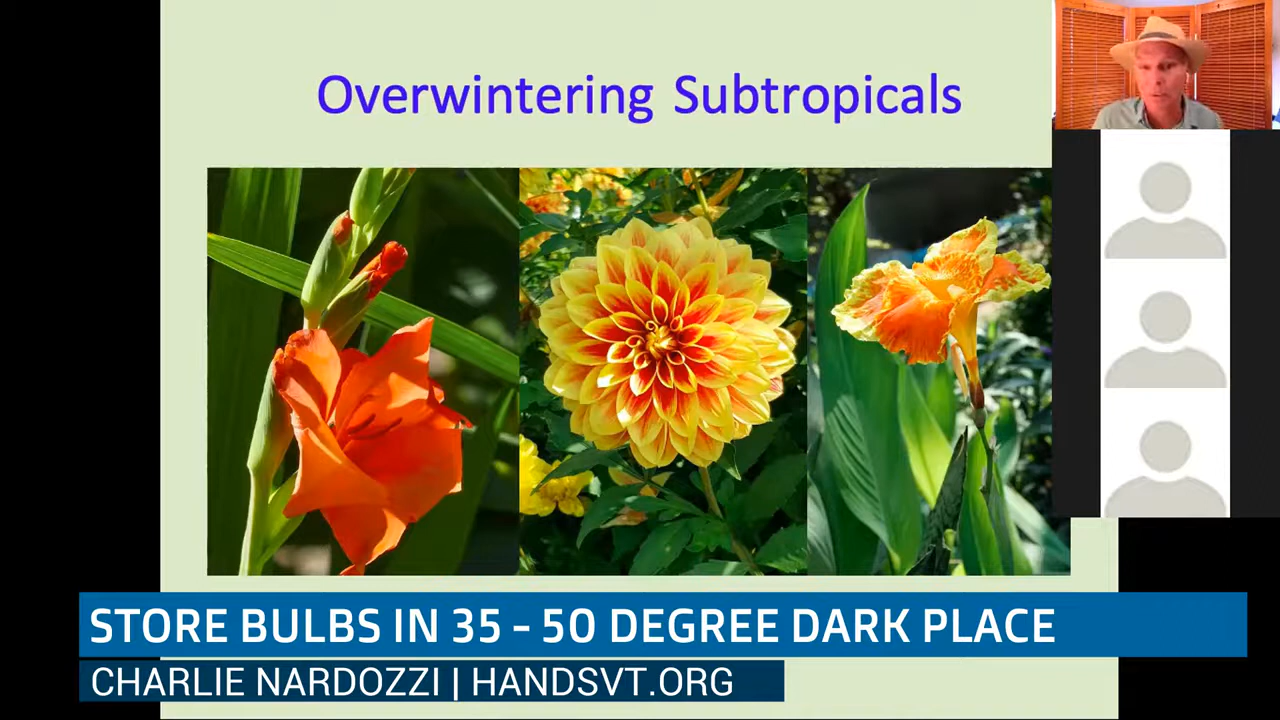 Overwintering Subtropicals
STORE BULBS IN 35 - 50 DEGREE DARK PLACE
CHARLIE NARDOZZI | HANDSVT.ORG